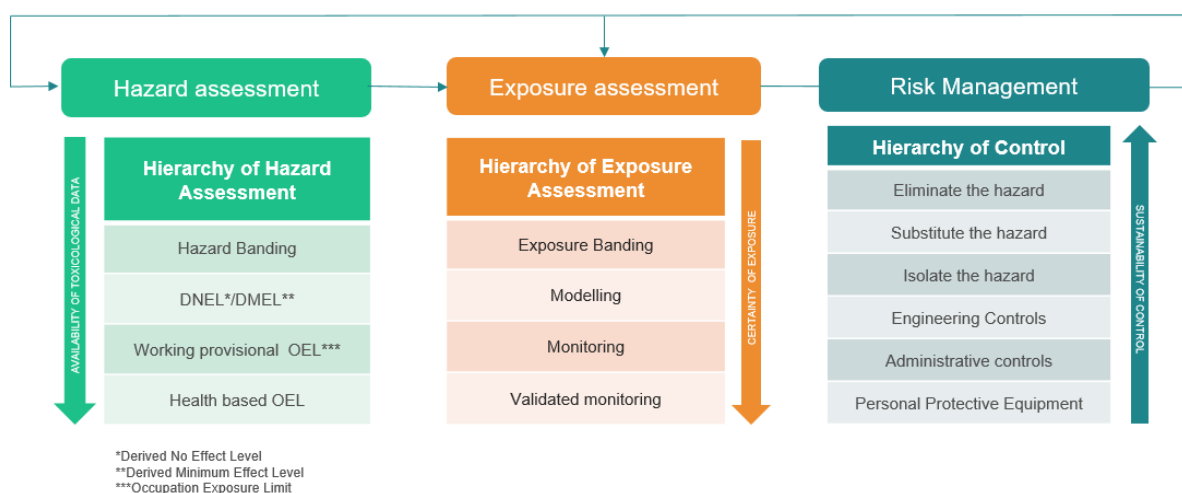 Hazard assessment
Exposure assessment
Risk Management
AVAILABILITY OF TOXICOLOGICAL DATA
Hierarchy of Hazard
Assessment
Hazard Banding
DNEL*/DMEL**
Working provisional OEL***
Health based OEL
Hierarchy of Exposure
Assessment
Exposure Banding
Modelling
Monitoring
Validated monitoring
CERTAINTY OF EXPOSURE
Hierarchy of Control
Eliminate the hazard
Substitute the hazard
Isolate the hazard
Engineering Controls
Administrative controls
Personal Protective Equipment
SUSTAINABILITY OF CONTROL
*Derived No Effect Level
**Derived Minimum Effect Level
***Occupation Exposure Limit